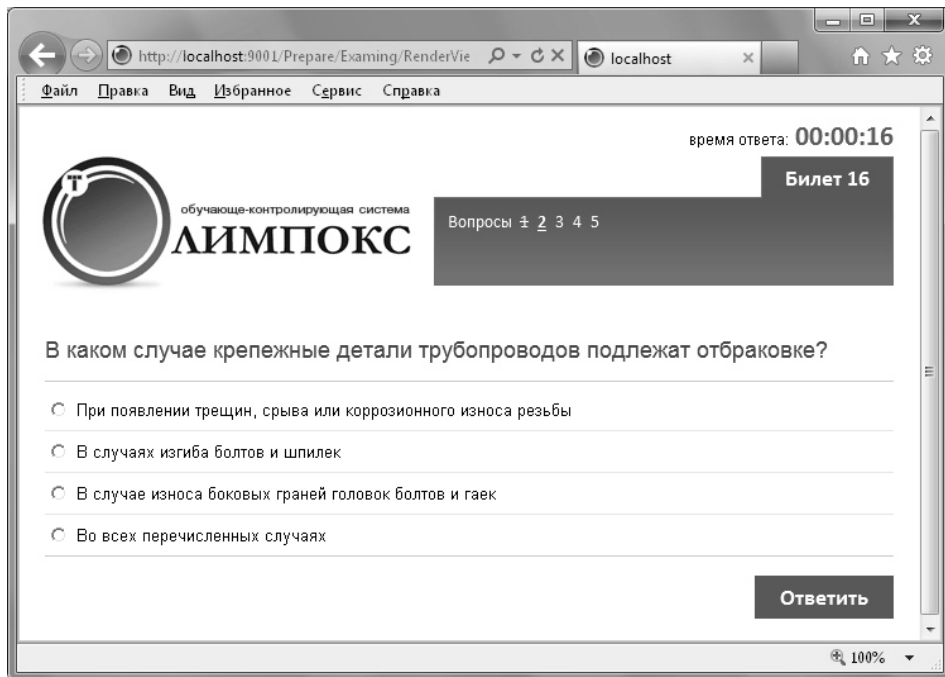 http://localhost:9001/Prepare/Examing/RenderVie
localhost
Файл Правка Вид Избранное Сервис Справка
время ответа: 00:00:16
Билет 16
Т
обучающе-контролирующая система
ЛИМПОКС
Вопросы 1 2 3 4 5
В каком случае крепежные детали трубопроводов подлежат отбраковке?
При появлении трещин, срыва или коррозионного износа резьбы
В случаях изгиба болтов и шпилек
В случае износа боковых граней головок болтов и гаек
Во всех перечисленных случаях
Ответить
100%